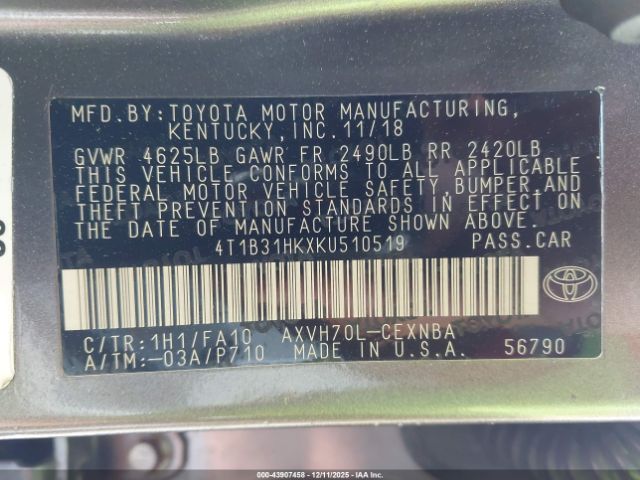 MFD.BY:TOYOTA MOTOR MANUFACTURING,
KENTUCKY,INC.11/18
GVWR 4625LB GAWR FR 2490LB RR 2420LB
THIS VEHICLE CONFORMS TO ALL APPLICABLE
FEDERAL MOTOR VEHICLE SAFETY,BUMPER,AND
THEFT PREVENTION STANDARDS IN EFFECT ON
THE DATE OF MANUFACTURE SHOWN ABOVE.
4T1B31HKXKU510519 PASS.CAR
C/TR:1H1/FA10 AXVH70L-CEXNBA
A/TM:-03A/P710 MADE IN U.S.A. 56790
000-43907458 - 12/11/2025 - IAAI.COM